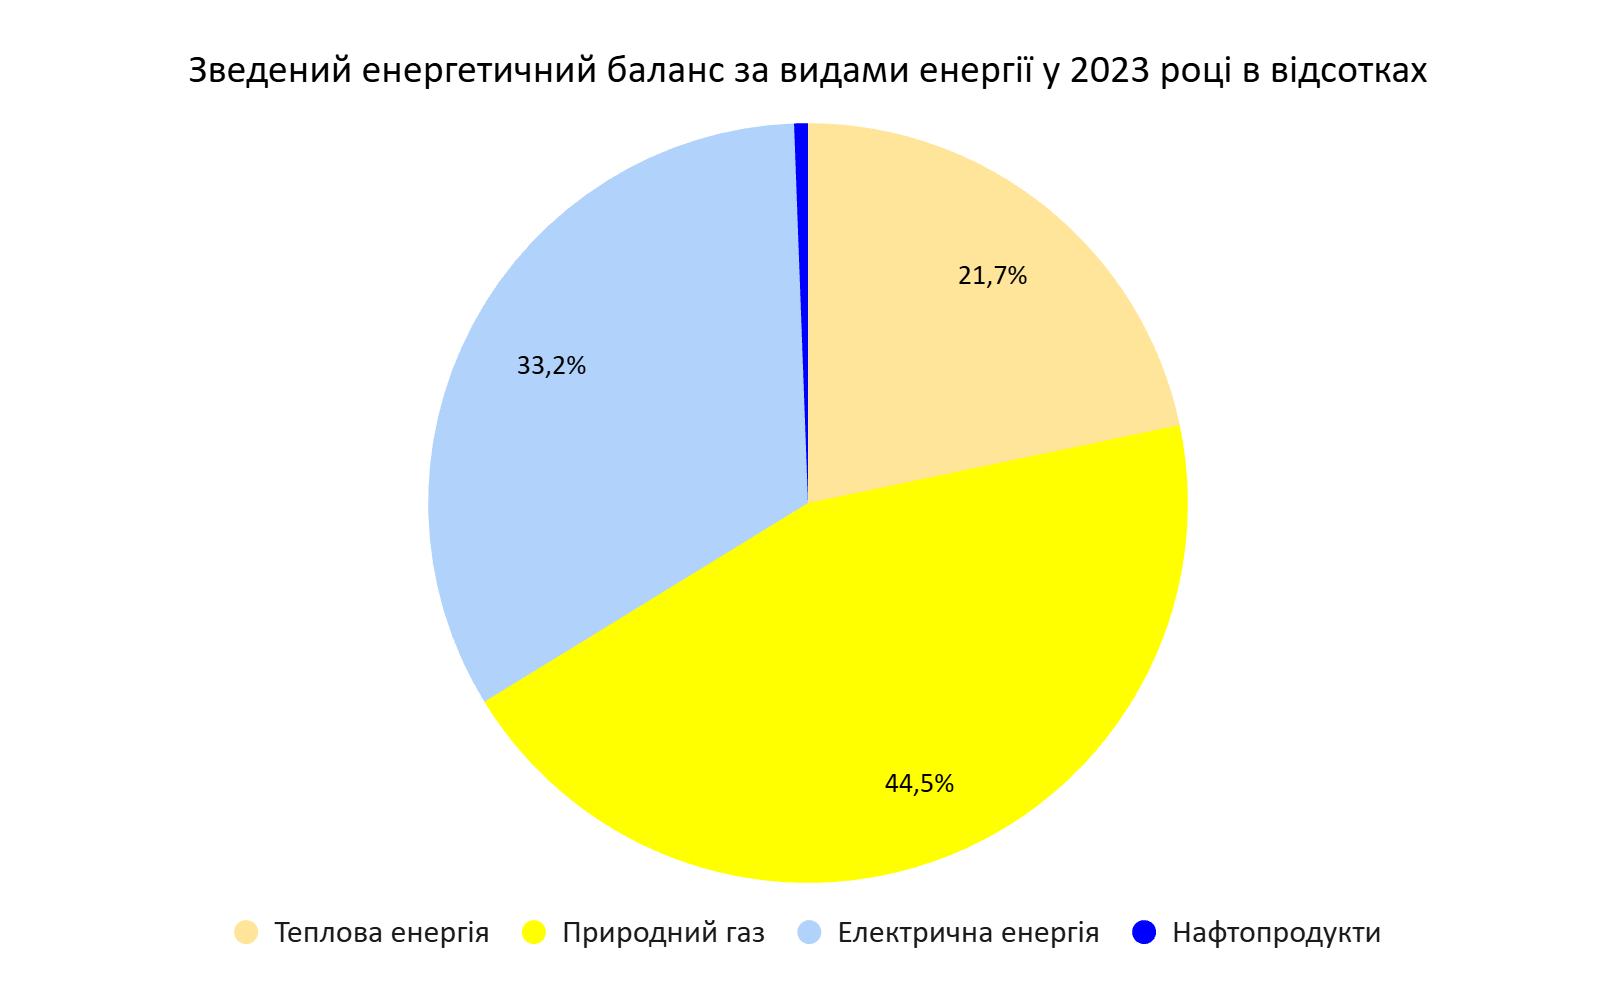 Зведений енергетичний баланс за видами енергії у 2023 році в відсотках
21,7%
33,2%
44,5%
Теплова енергія
Природний газ
Електрична енергія
Нафтопродукти